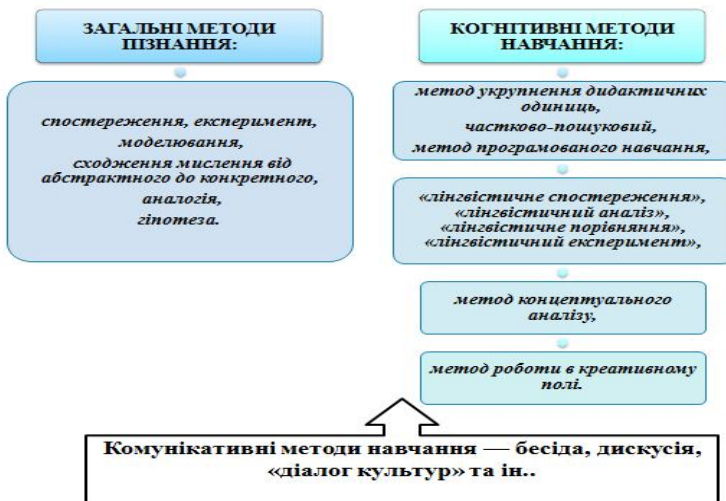 ЗАГАЛЬНІ МЕТОДИ
ПІЗНАННЯ:
спостереження, експеримент,
моделювання,
сходження мислення від
абстрактного до конкретного,
аналогія,
гіпотеза.
КОГНІТИВНІ МЕТОДИ
НАВЧАННЯ:
метод укрупнення дидактичних
одиниць,
частково-пошуковий,
метод програмованого навчання,
«лінгвістичне спостереження»,
«лінгвістичний аналіз»,
«лінгвістичне порівняння»,
«лінгвістичний експеримент»,
метод концептуального
аналізу,
метод роботи в креативному
полі.
Комунікативні методи навчання — бесіда, дискусія,
«діалог культур» та ін..